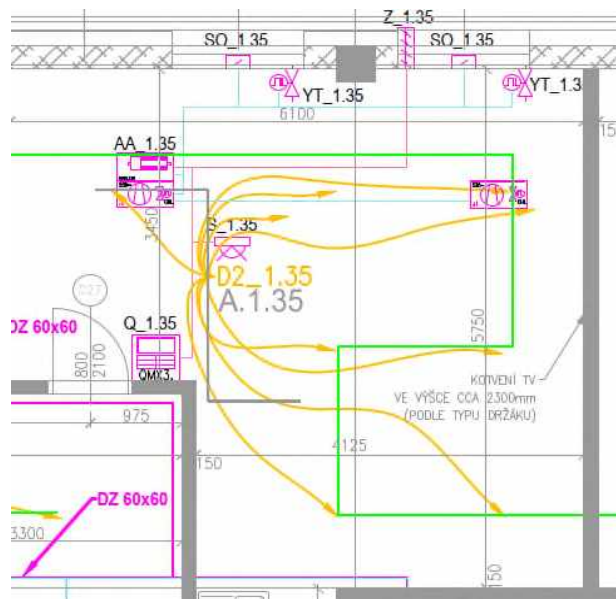 Z_1.35
SO_1.35
SO_1.35
YT_1.35
YT_1.3
6100
15
AA_1.35
3450
S_1.35
D2_1.35
A.1.35
D27
DZ 60x60
Q_1.35
800
2100
5750
QMX3.
KOTVENÍ TV
VE VÝŠCE CCA 2300mm
(PODLE TYPU DRŽÁKU)
975
4125
150
DZ 60x60
3300
150